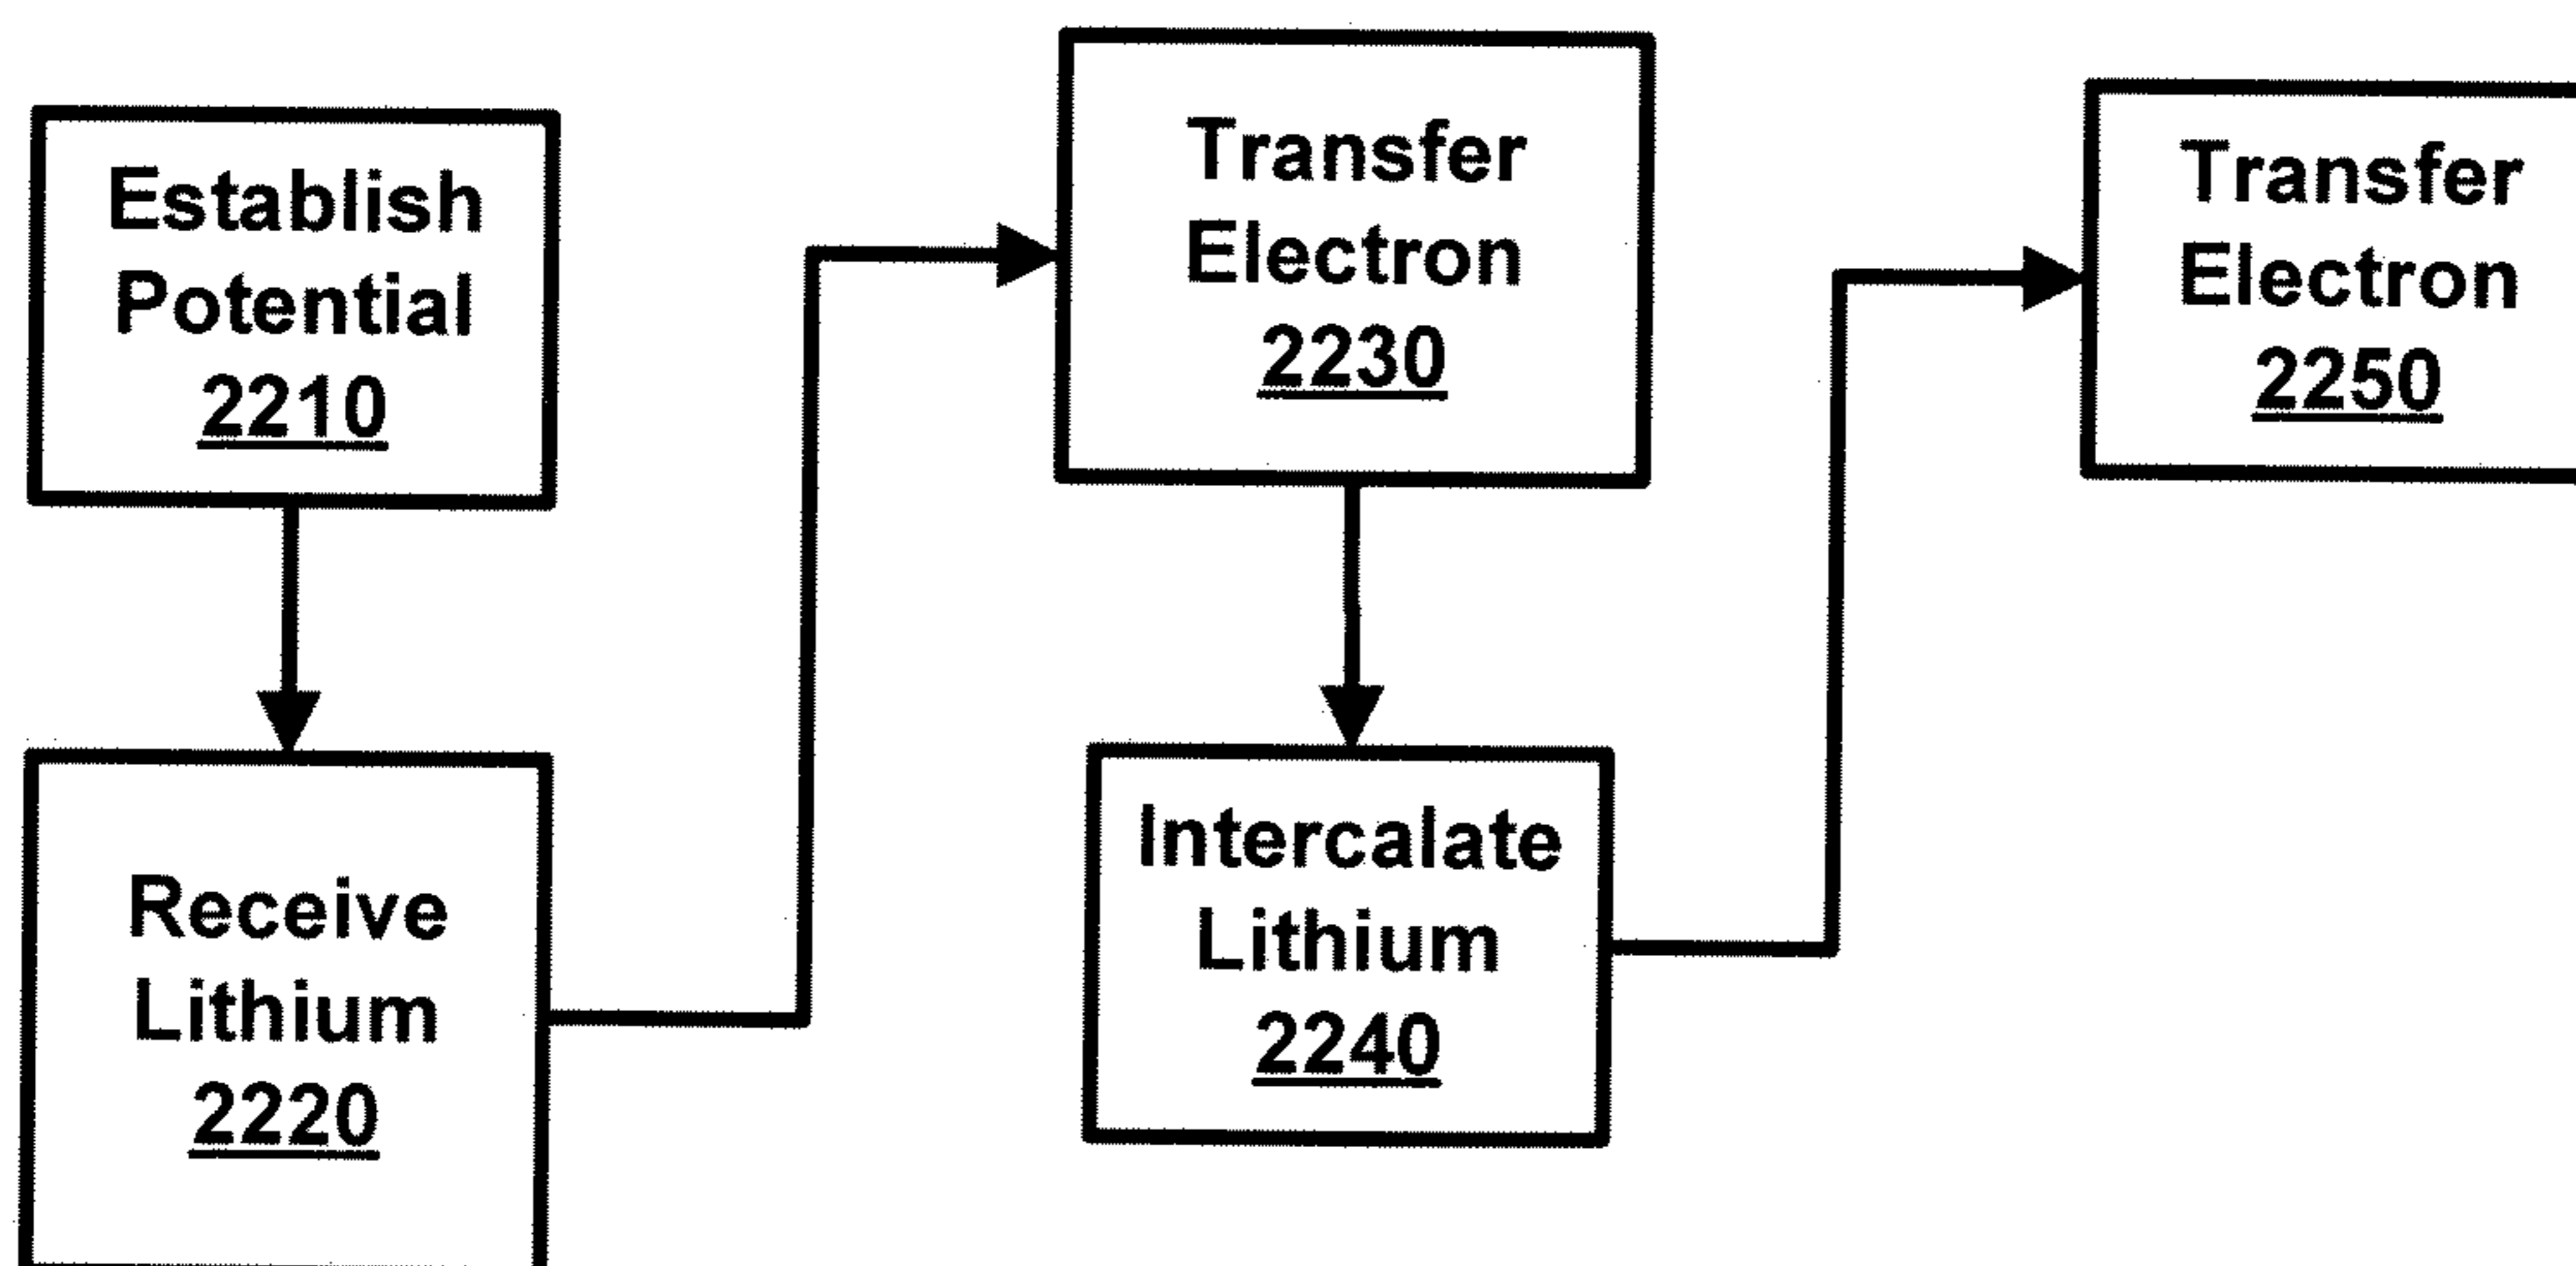 Establish
Potential
2210
Receive
Lithium
2220
Transfer
Electron
2230
Intercalate
Lithium
2240
Transfer
Electron
2250